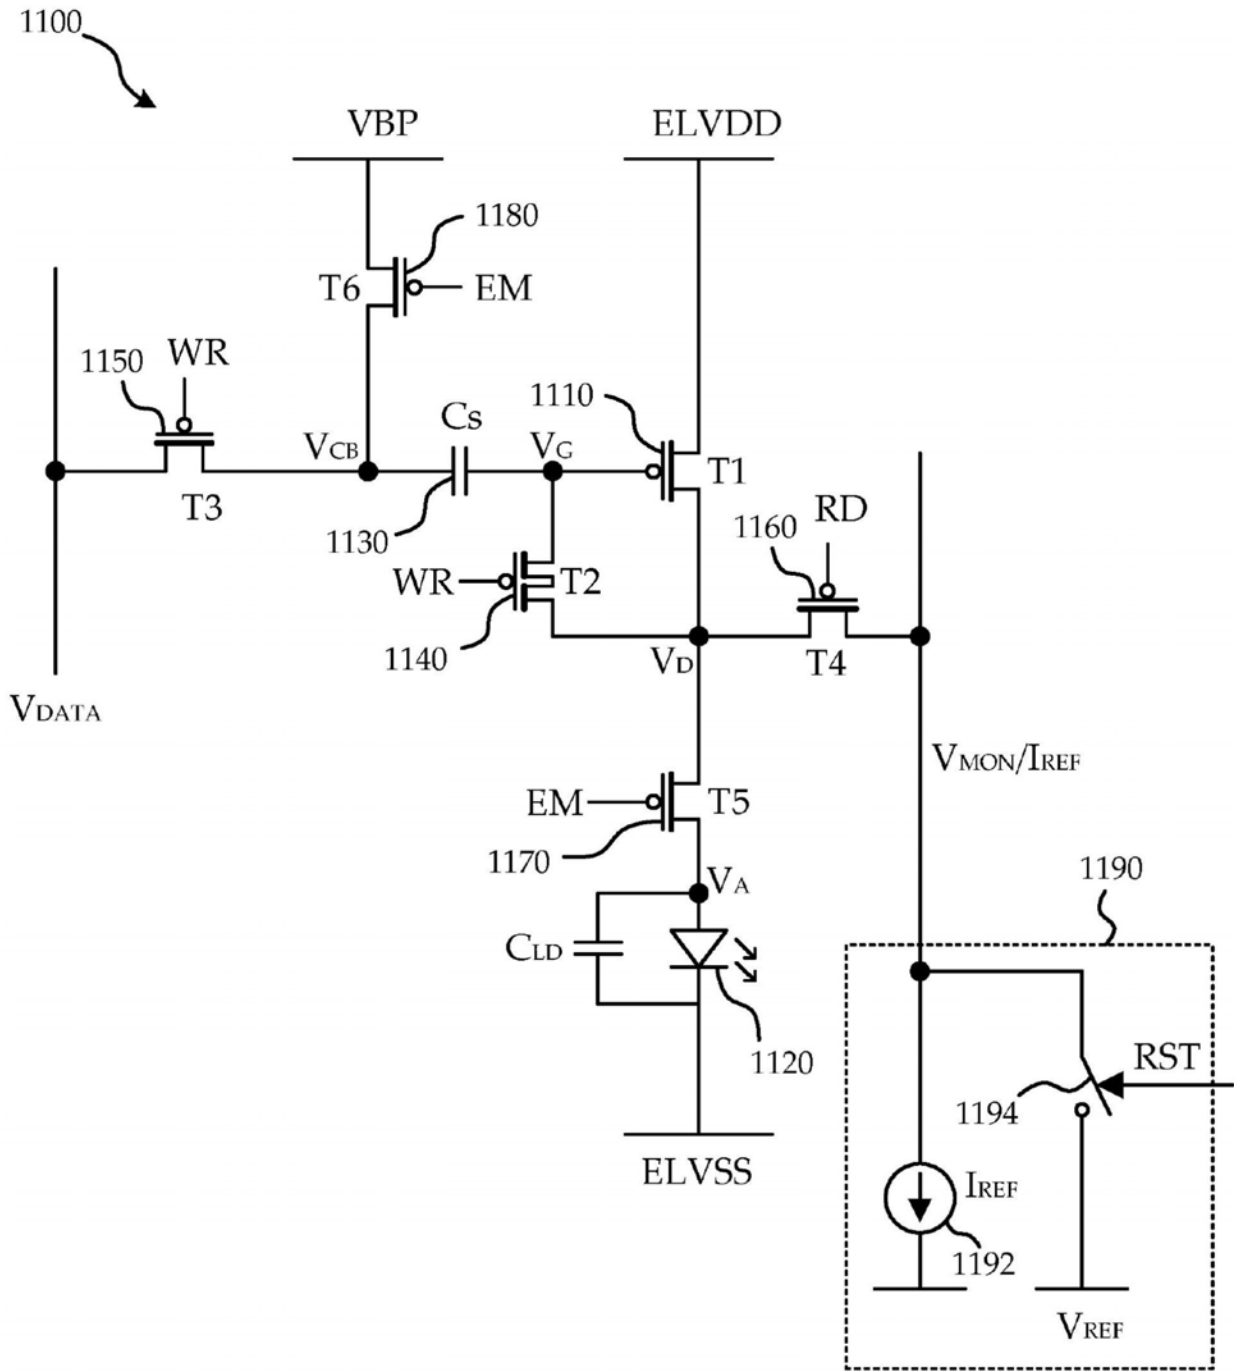 1100
VBP
ELVDD
1180
T6
EM
1150
WR
1110
Cs
VCB
VG
T1
T3
1130
1160
RD
WR
T2
1140
VD
T4
VDATA
VMON/IREF
EM
T5
1170
VA
1190
CLD
1120
RST
1194
ELVSS
IREF
1192
VREF